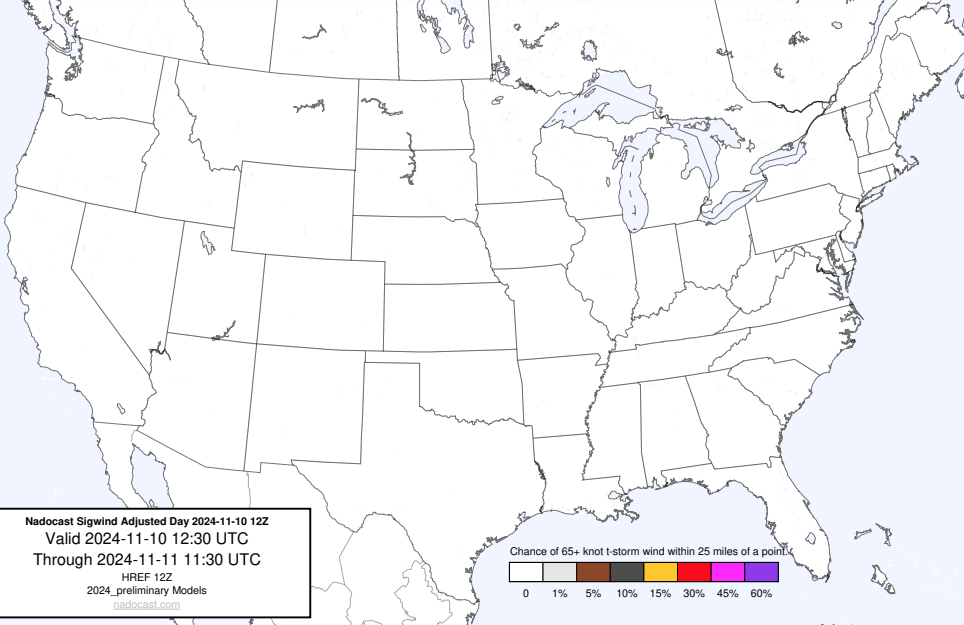 Nadocast Sigwind Adjusted Day 2024-11-10 12Z
Valid 2024-11-10 12:30 UTC
Through 2024-11-11 11:30 UTC
HREF 12Z
2024_preliminary Models
nadocast.com
Chance of 65+ knot t-storm wind within 25 miles of a point.
0 1% 5% 10% 15% 30% 45% 60%